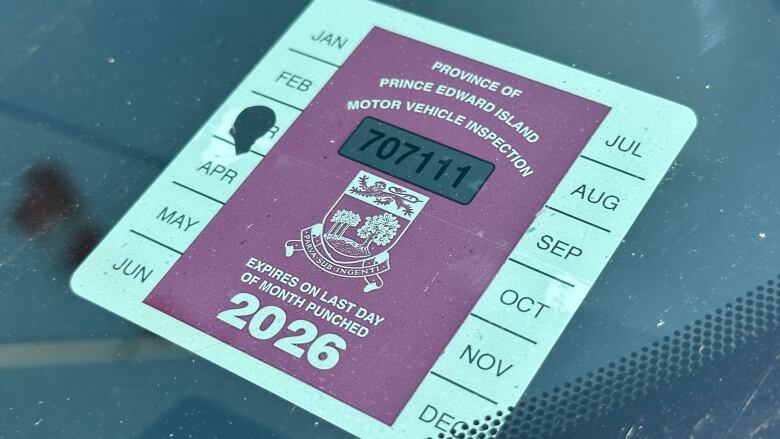 JAN
FEB
R
APR
MAY
JUN
PROVINCE OF
PRINCE EDWARD ISLAND
MOTOR VEHICLE INSPECTION
707111
PARVA SUB INGENTI
EXPIRES ON LAST DAY
OF MONTH PUNCHED
2026
JUL
AUG
SEP
OCT
NOV
DEC